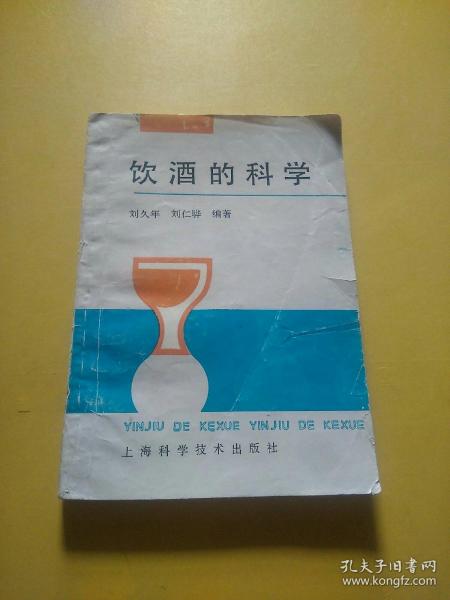 饮酒的科学
刘久年 刘仁骅 编著
YINJIU DE KEXUE YINJIU DE KEXUE
上海科学技术出版社
孔夫子旧书网
www.kongfz.com